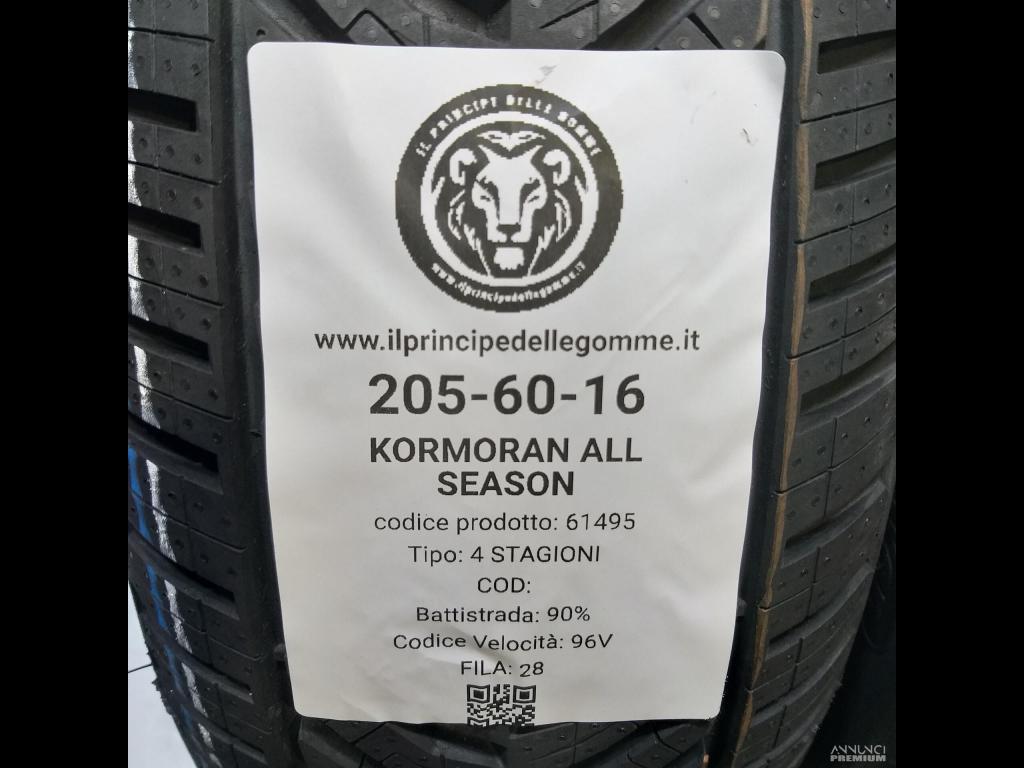 IL PRINCIPE DELLE GOMME
www.ilprincipedellegomme.it
www.ilprincipedellegomme.it
205-60-16
KORMORAN ALL
SEASON
codice prodotto: 61495
Tipo: 4 STAGIONI
COD:
Battistrada: 90%
Codice Velocità: 96V
FILA: 28
ANNUNCI
PREMIUM